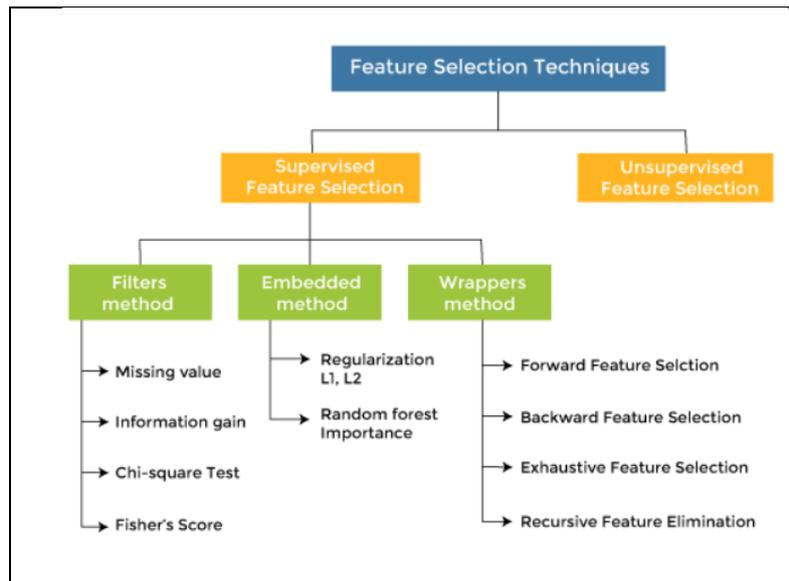 Feature Selection Techniques
Supervised
Feature Selection
Unsupervised
Feature Selection
Filters
method
Embedded
method
Wrappers
method
Missing value
Information gain
Chi-square Test
Fisher's Score
Regularization
L1, L2
Random forest
Importance
Forward Feature Selction
Backward Feature Selection
Exhaustive Feature Selection
Recursive Feature Elimination